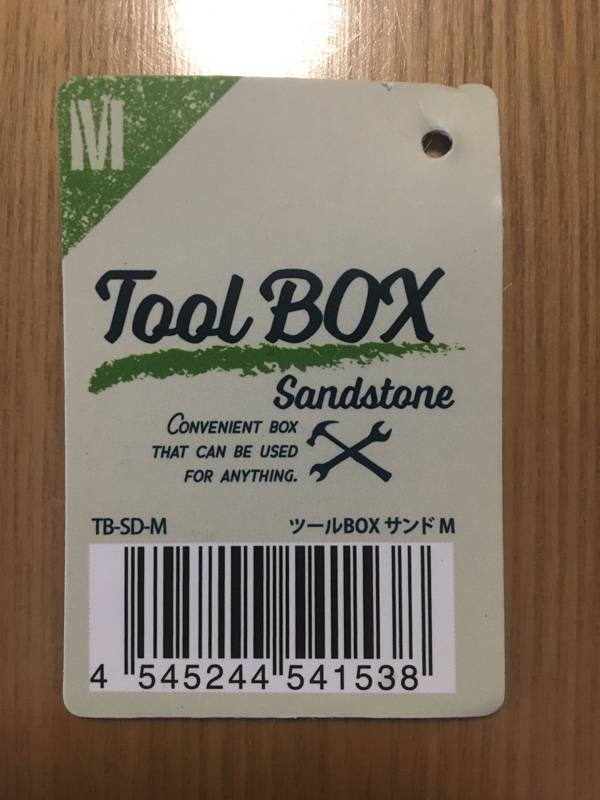 M
Tool BOX
Sandstone
CONVENIENT BOX
THAT CAN BE USED
FOR ANYTHING.
TB-SD-M ツールBOX サンド M
4 545244 541538